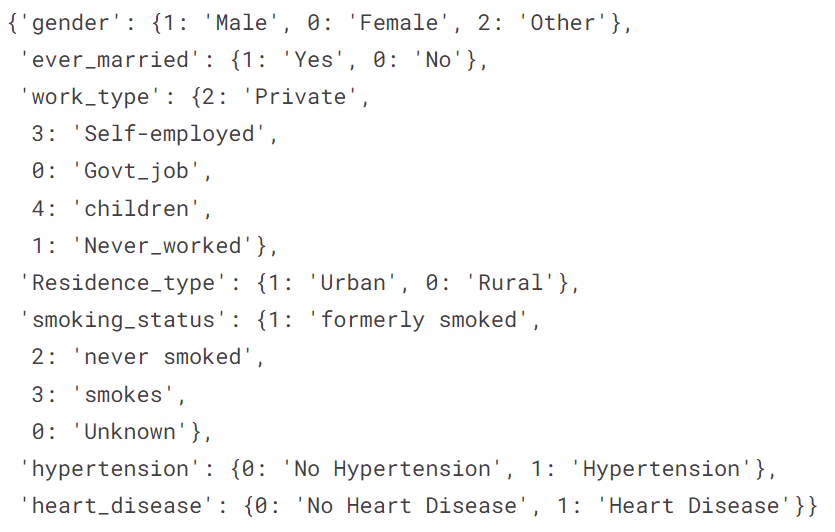 {'gender': {1: 'Male', 0: 'Female', 2: 'Other'},
 'ever_married': {1: 'Yes', 0: 'No'},
 'work_type': {2: 'Private',
  3: 'Self-employed',
  0: 'Govt_job',
  4: 'children',
  1: 'Never_worked'},
 'Residence_type': {1: 'Urban', 0: 'Rural'},
 'smoking_status': {1: 'formerly smoked',
  2: 'never smoked',
  3: 'smokes',
  0: 'Unknown'},
 'hypertension': {0: 'No Hypertension', 1: 'Hypertension'},
 'heart_disease': {0: 'No Heart Disease', 1: 'Heart Disease'}}